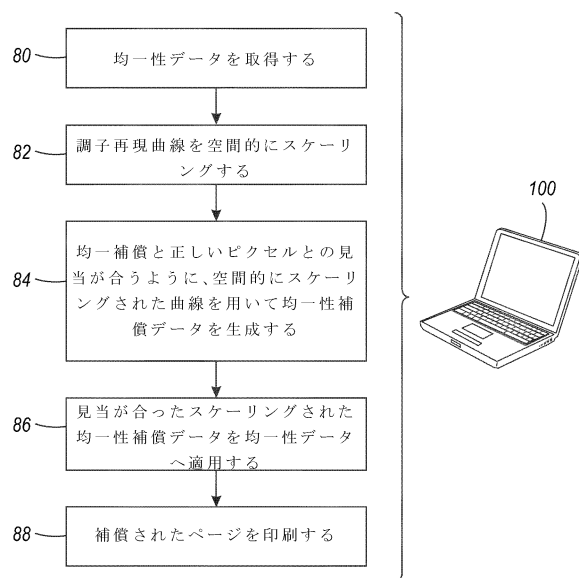 80
均一性データを取得する
82
調子再現曲線を空間的にスケーリ
ングする
100
84
均一補償と正しいピクセルとの見
当が合うように、空間的にスケーリ
ングされた曲線を用いて均一性補
償データを生成する
86
見当が合ったスケーリングされた
均一性補償データを均一性データ
へ適用する
88
補償されたページを印刷する